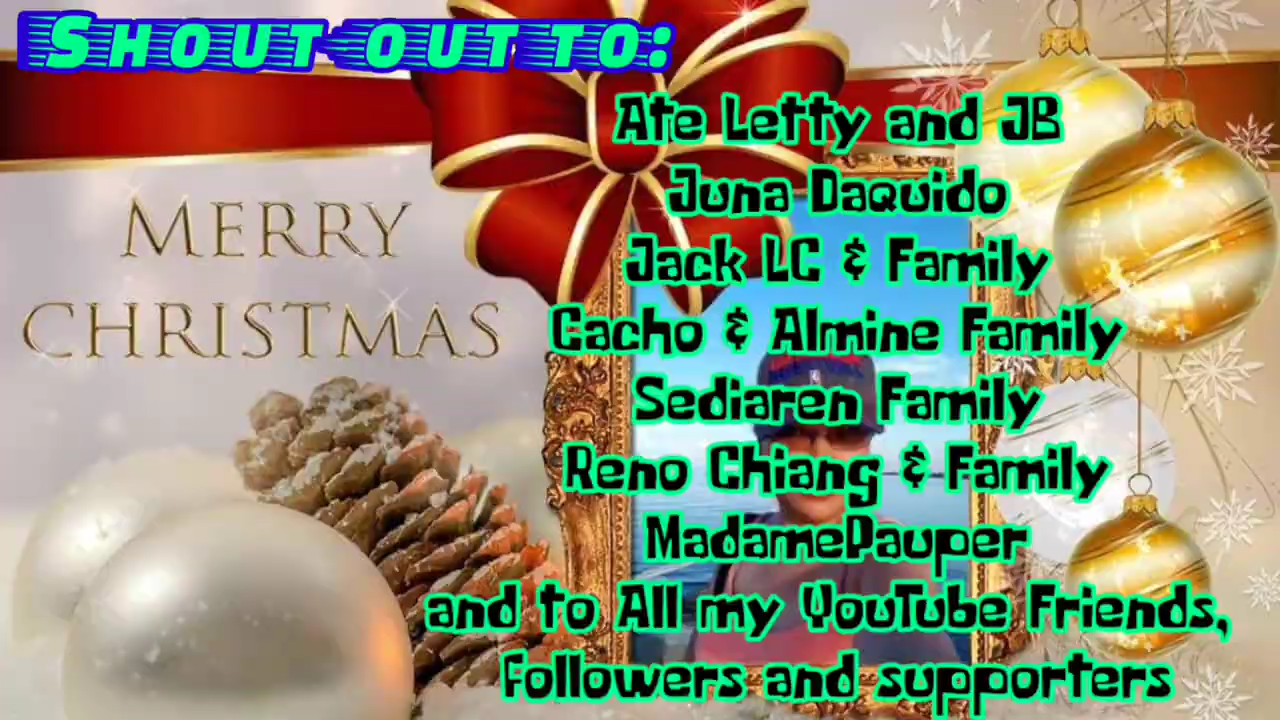 Shout out to:
Ate Letty and JB
Juna Daquido
Jack LC & Family
MERRY
CHRISTMAS
Cacho & Almine Family
Sediaren Family
Reno Chiang & Family
MadamePauper
and to All my YouTube Friends,
Followers and supporters